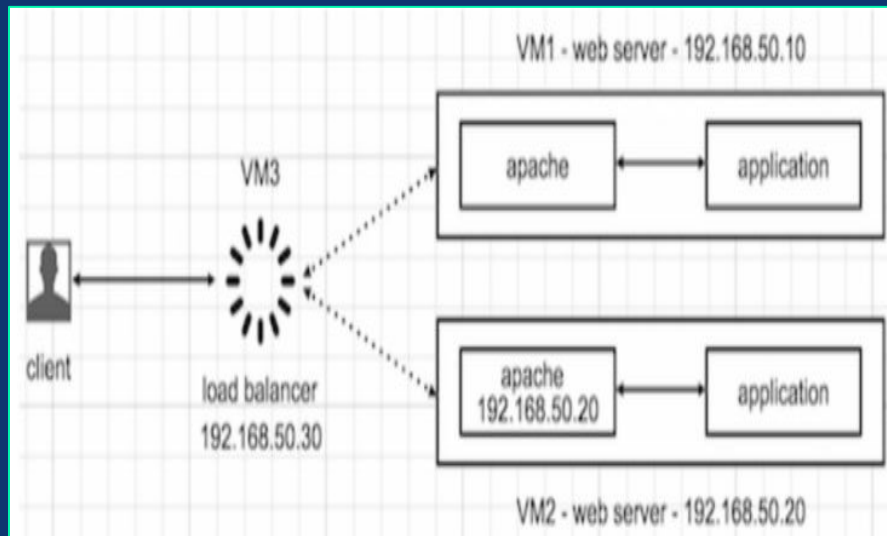 VM1 - web server - 192.168.50.10
apache
application
VM3
client
load balancer
192.168.50.30
apache
192.168.50.20
application
VM2 - web server - 192.168.50.20